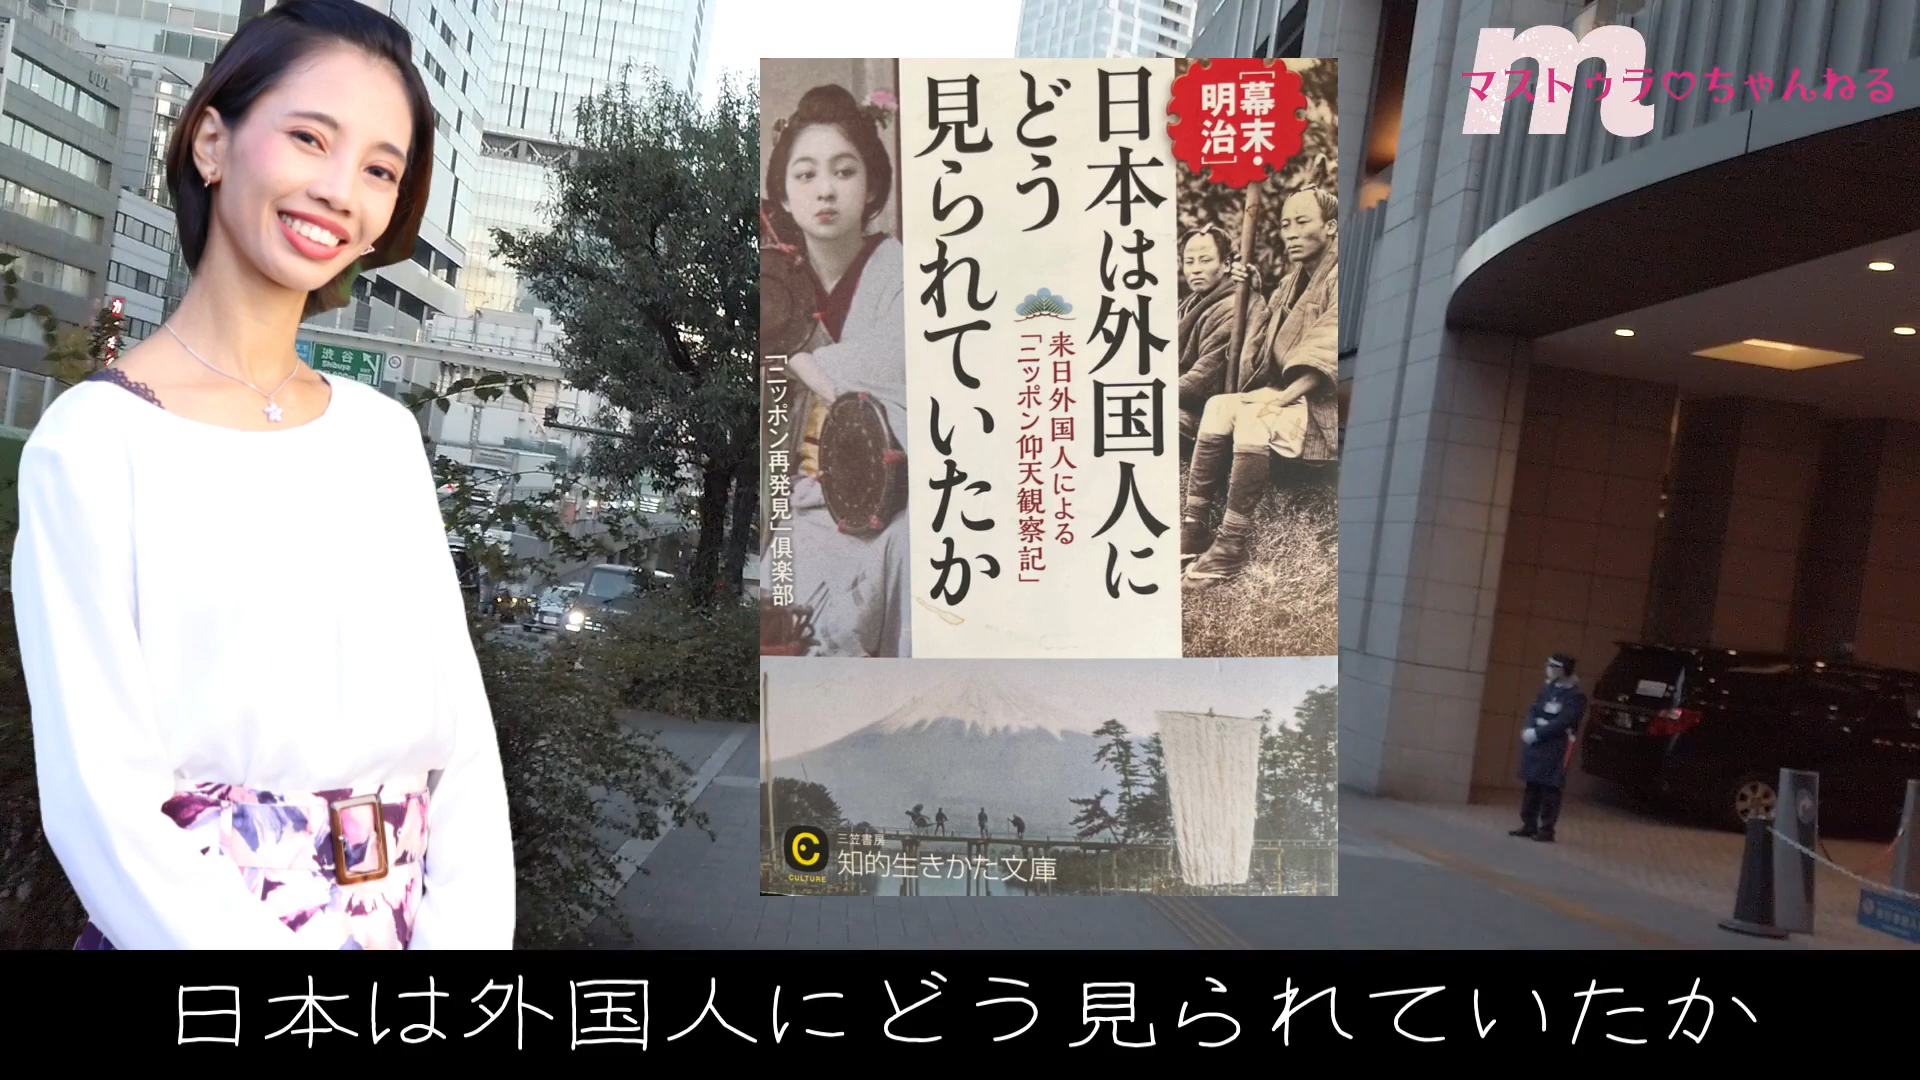 m
マストゥラ♡ちゃんねる
[幕末・
明治]
日本は外国人に
どう
見られていたか
来日外国人による
「ニッポン仰天観察記」
「ニッポン再発見」倶楽部
三笠書房
知的生きかた文庫
CULTURE
渋谷
Shibuya
日本は外国人にどう見られていたか